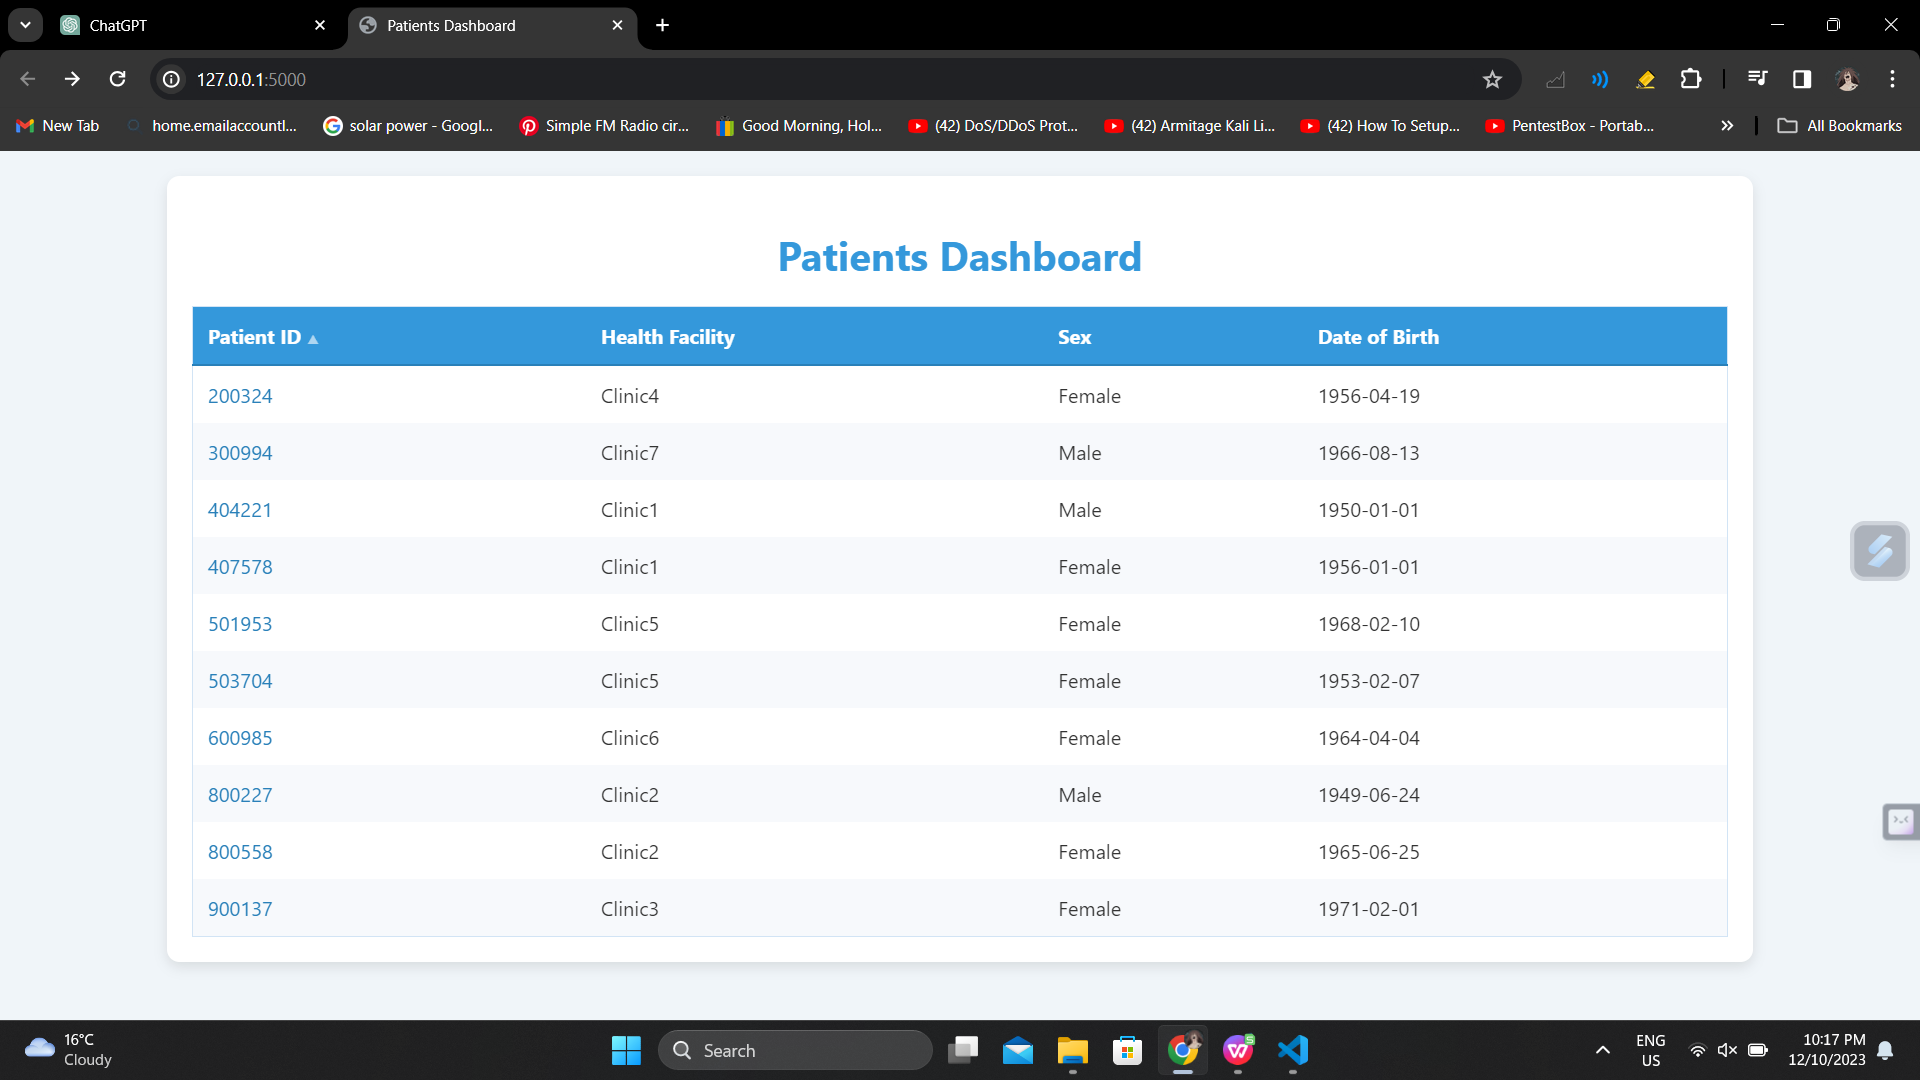 ChatGPT
Patients Dashboard
127.0.0.1:5000
New Tab
home.emailaccountl...
solar power - Googl...
Simple FM Radio cir...
Good Morning, Hol...
(42) DoS/DDoS Prot...
(42) Armitage Kali Li...
(42) How To Setup...
PentestBox - Portab...
All Bookmarks
Patients Dashboard
Patient ID ▲ Health Facility Sex Date of Birth
200324 Clinic4 Female 1956-04-19
300994 Clinic7 Male 1966-08-13
404221 Clinic1 Male 1950-01-01
407578 Clinic1 Female 1956-01-01
501953 Clinic5 Female 1968-02-10
503704 Clinic5 Female 1953-02-07
600985 Clinic6 Female 1964-04-04
800227 Clinic2 Male 1949-06-24
800558 Clinic2 Female 1965-06-25
900137 Clinic3 Female 1971-02-01
16°C
Cloudy
Search
ENG
US
10:17 PM
12/10/2023